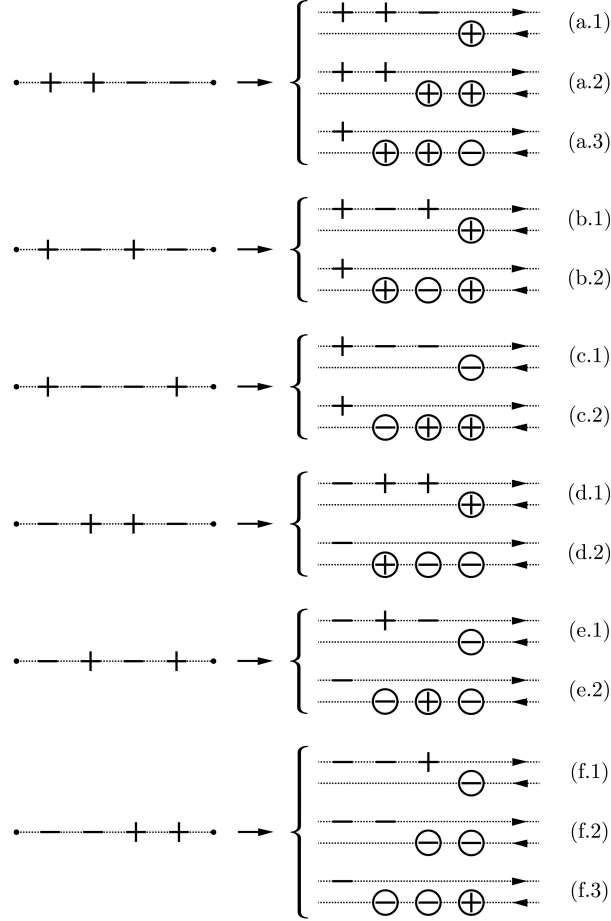 + + − (a.1)
⊕
+ + − −
+ + (a.2)
⊕ ⊕
+ (a.3)
⊕ ⊕ ⊖
+ − + (b.1)
⊕
+ − + −
+ (b.2)
⊕ ⊖ ⊕
+ − − (c.1)
⊖
+ − − +
+ (c.2)
⊖ ⊕ ⊕
− + + (d.1)
⊕
− + + −
− (d.2)
⊕ ⊖ ⊖
− + − (e.1)
⊖
− + − +
− (e.2)
⊖ ⊕ ⊖
− − + (f.1)
⊖
− − + +
− − (f.2)
⊖ ⊖
− (f.3)
⊖ ⊖ ⊕